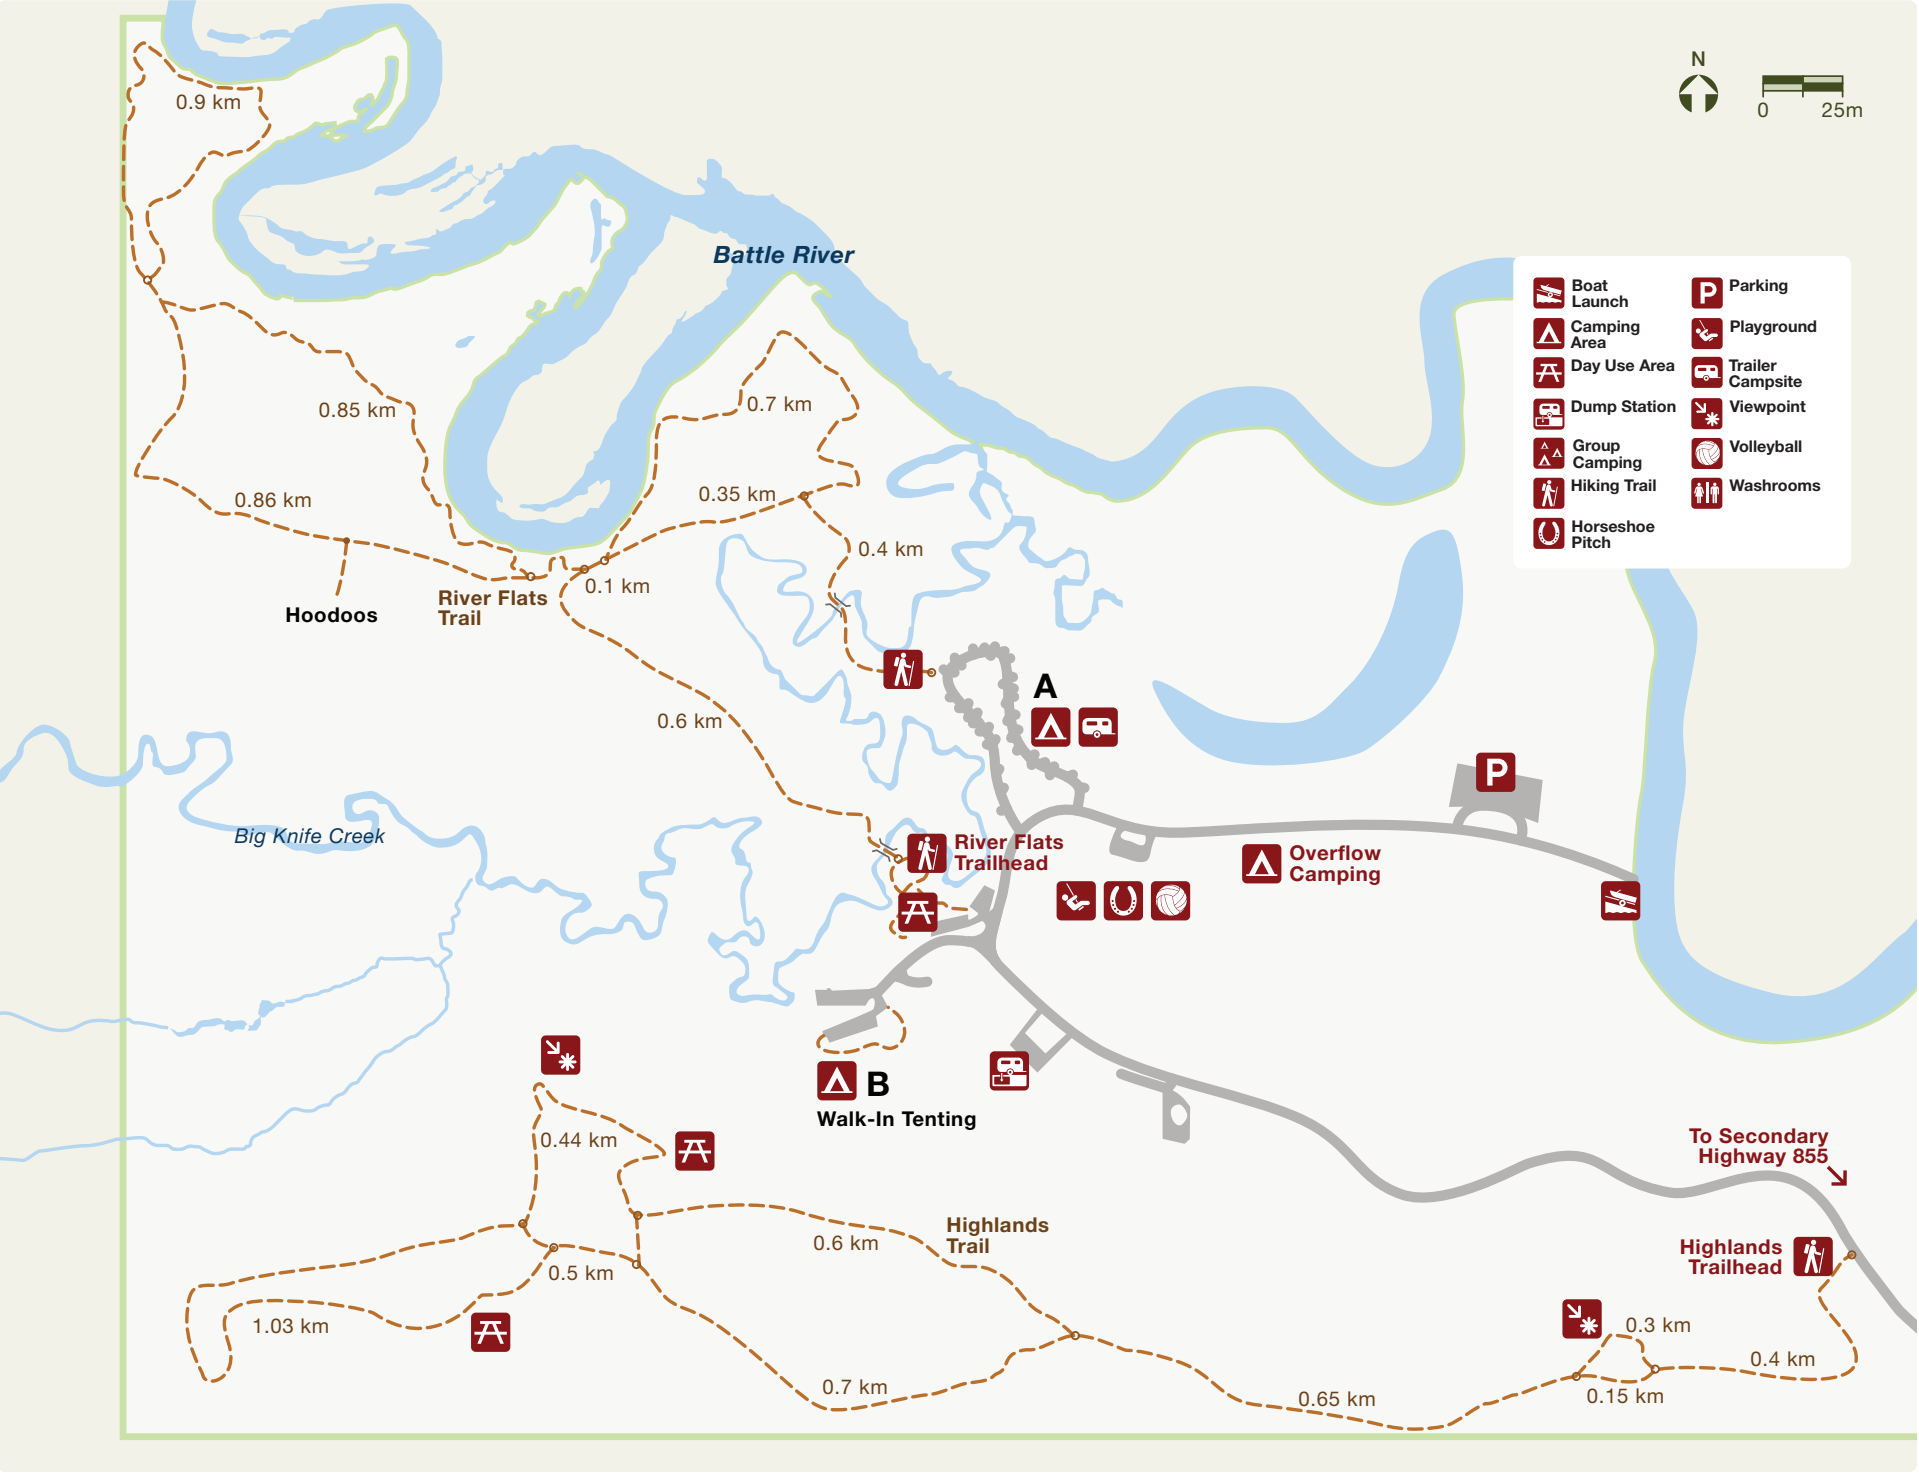 N
0 25m
0.9 km
Battle River
Boat
Launch
Camping
Area
Day Use Area
Dump Station
Group
Camping
Hiking Trail
Horseshoe
Pitch
P Parking
Playground
Trailer
Campsite
Viewpoint
Volleyball
Washrooms
0.85 km
0.7 km
0.86 km
0.35 km
0.4 km
0.1 km
Hoodoos
River Flats
Trail
0.6 km
A
P
Big Knife Creek
River Flats
Trailhead
Overflow
Camping
B
Walk-In Tenting
0.44 km
To Secondary
Highway 855
Highlands
Trail
0.6 km
Highlands
Trailhead
0.5 km
1.03 km
0.3 km
0.4 km
0.7 km
0.65 km
0.15 km